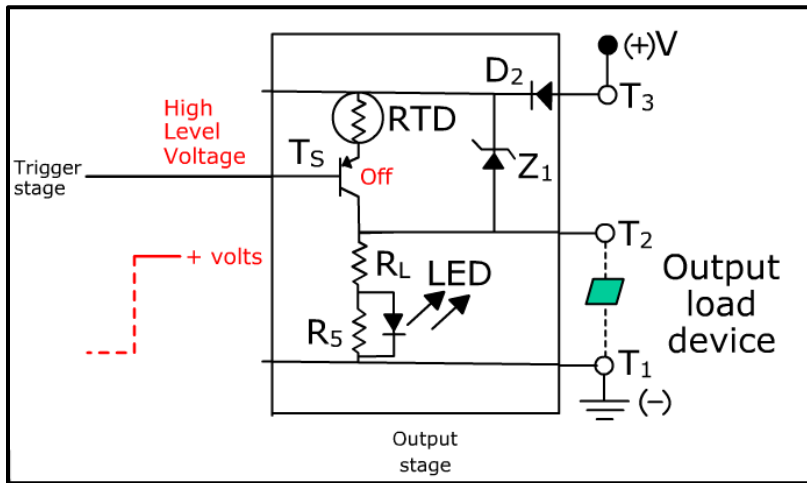 D₂
(+)V
T₃
High
Level
Voltage
RTD
Tₛ
Off
Z₁
Trigger
stage
T₂
+ volts
R_L
LED
Output
load
device
R₅
T₁
(-)
Output
stage